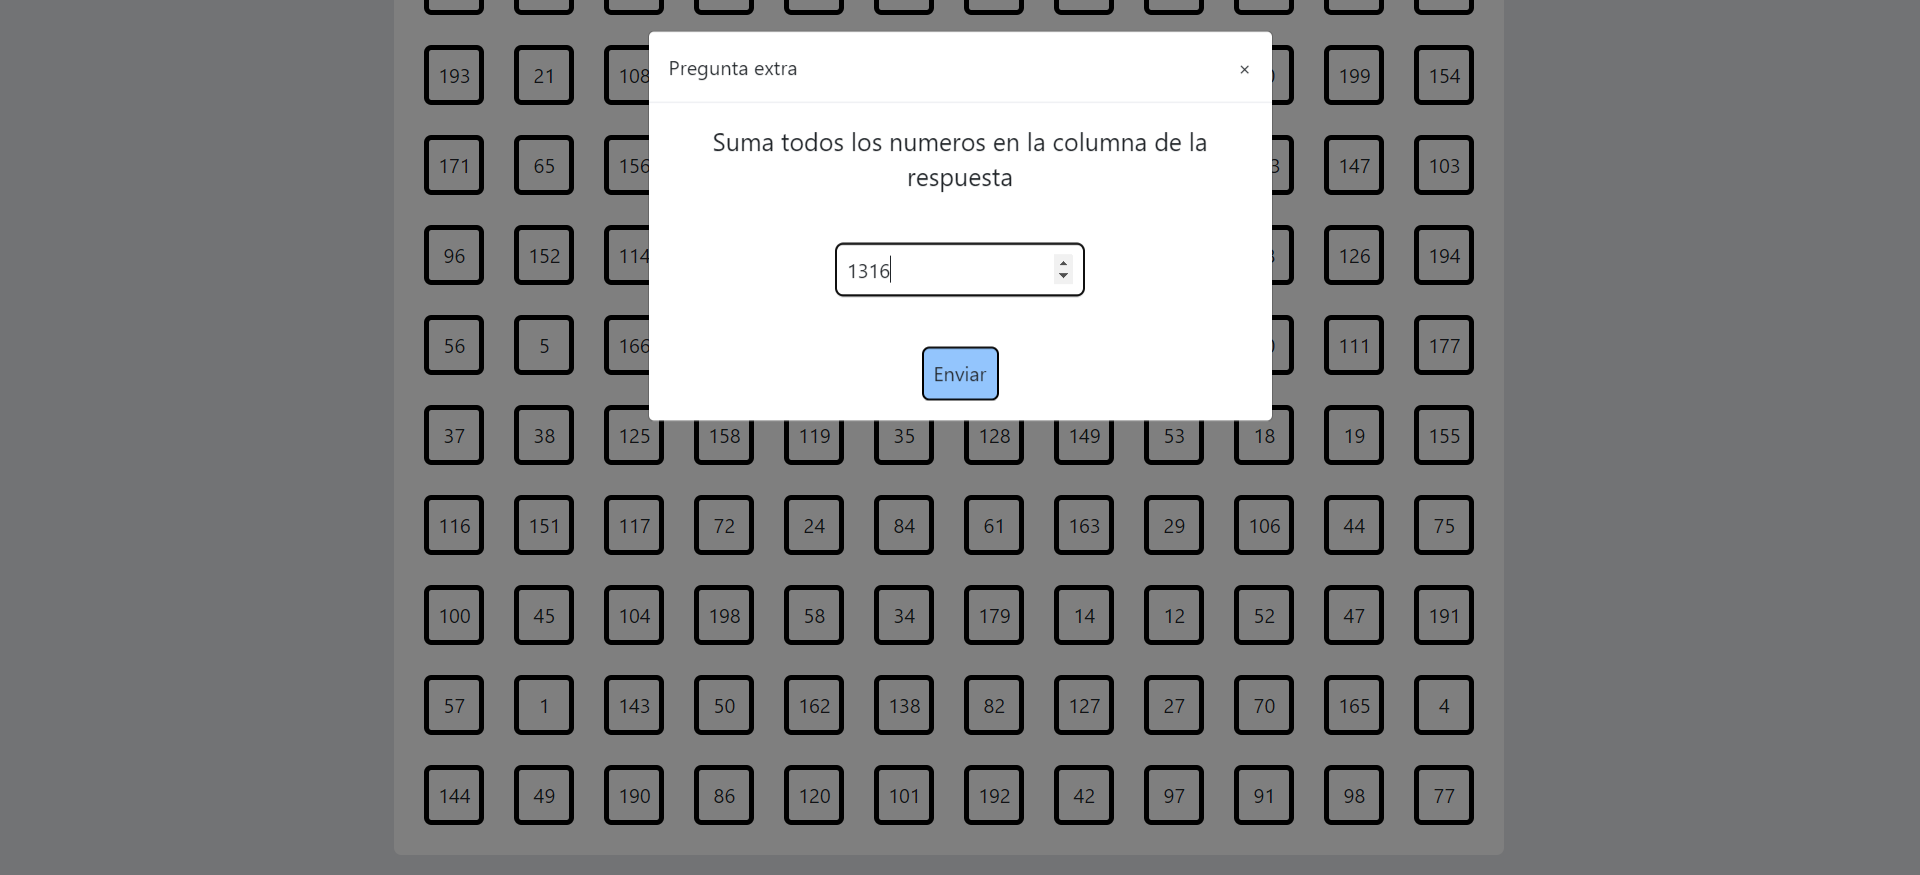 Pregunta extra ×
Suma todos los numeros en la columna de la
respuesta
1316
Enviar
193 21 108 199 154
171 65 156 147 103
96 152 114 126 194
56 5 166 111 177
37 38 125 158 119 35 128 149 53 18 19 155
116 151 117 72 24 84 61 163 29 106 44 75
100 45 104 198 58 34 179 14 12 52 47 191
57 1 143 50 162 138 82 127 27 70 165 4
144 49 190 86 120 101 192 42 97 91 98 77